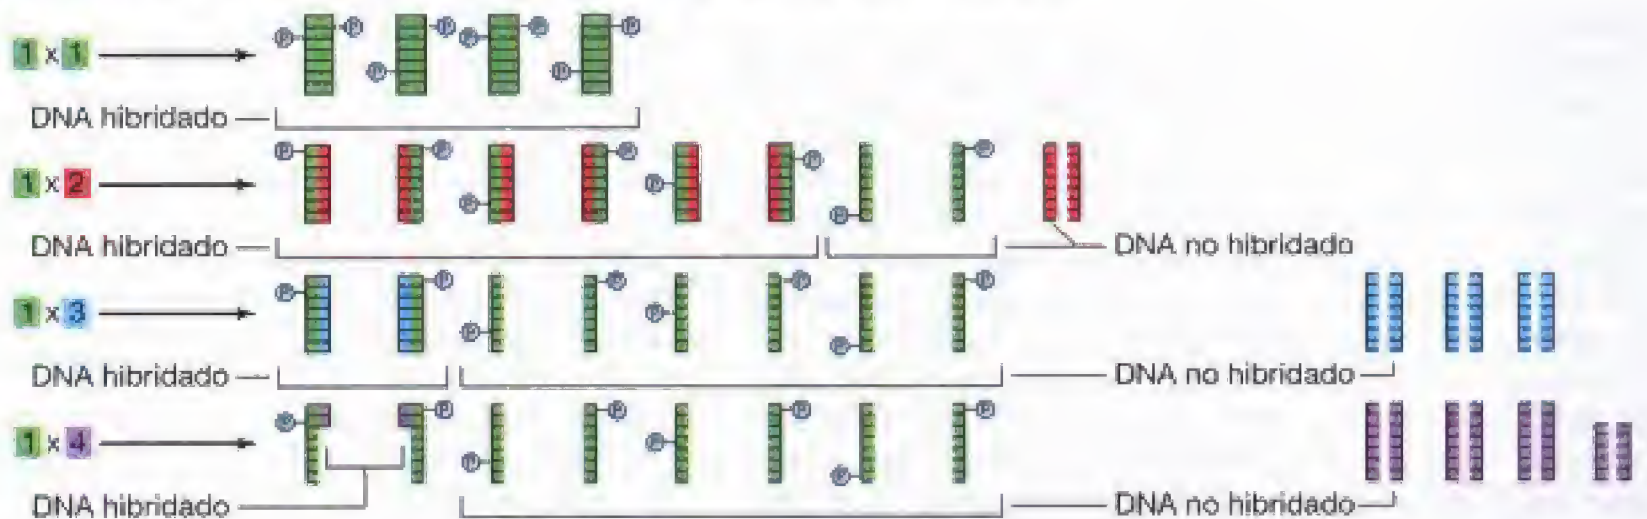 P P P P P P P P
1 x 1
DNA hibridado
P P P P P P P P
1 x 2
DNA hibridado
DNA no hibridado
P P P P P P P P
1 x 3
DNA hibridado
DNA no hibridado
P P P P P P P P
1 x 4
DNA hibridado
DNA no hibridado